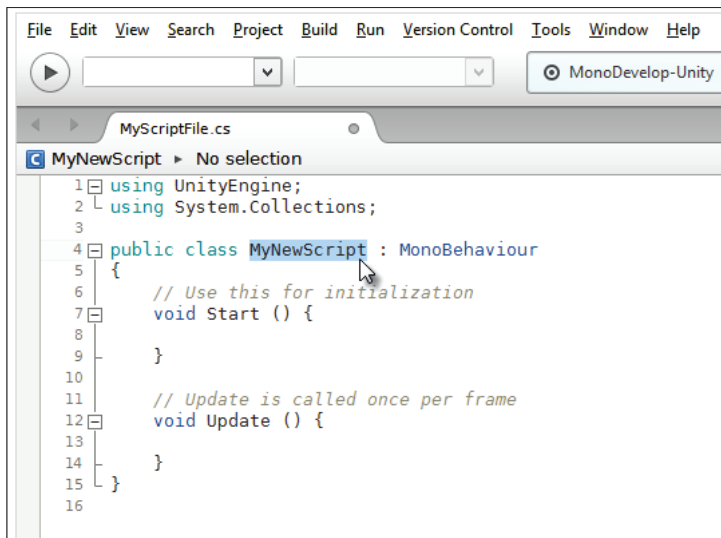 File Edit View Search Project Build Run Version Control Tools Window Help
MonoDevelop-Unity
MyScriptFile.cs
C MyNewScript ▸ No selection
1 using UnityEngine;
2 using System.Collections;
3
4 public class MyNewScript : MonoBehaviour
5 {
6 // Use this for initialization
7 void Start () {
8
9 }
10
11 // Update is called once per frame
12 void Update () {
13
14 }
15 }
16